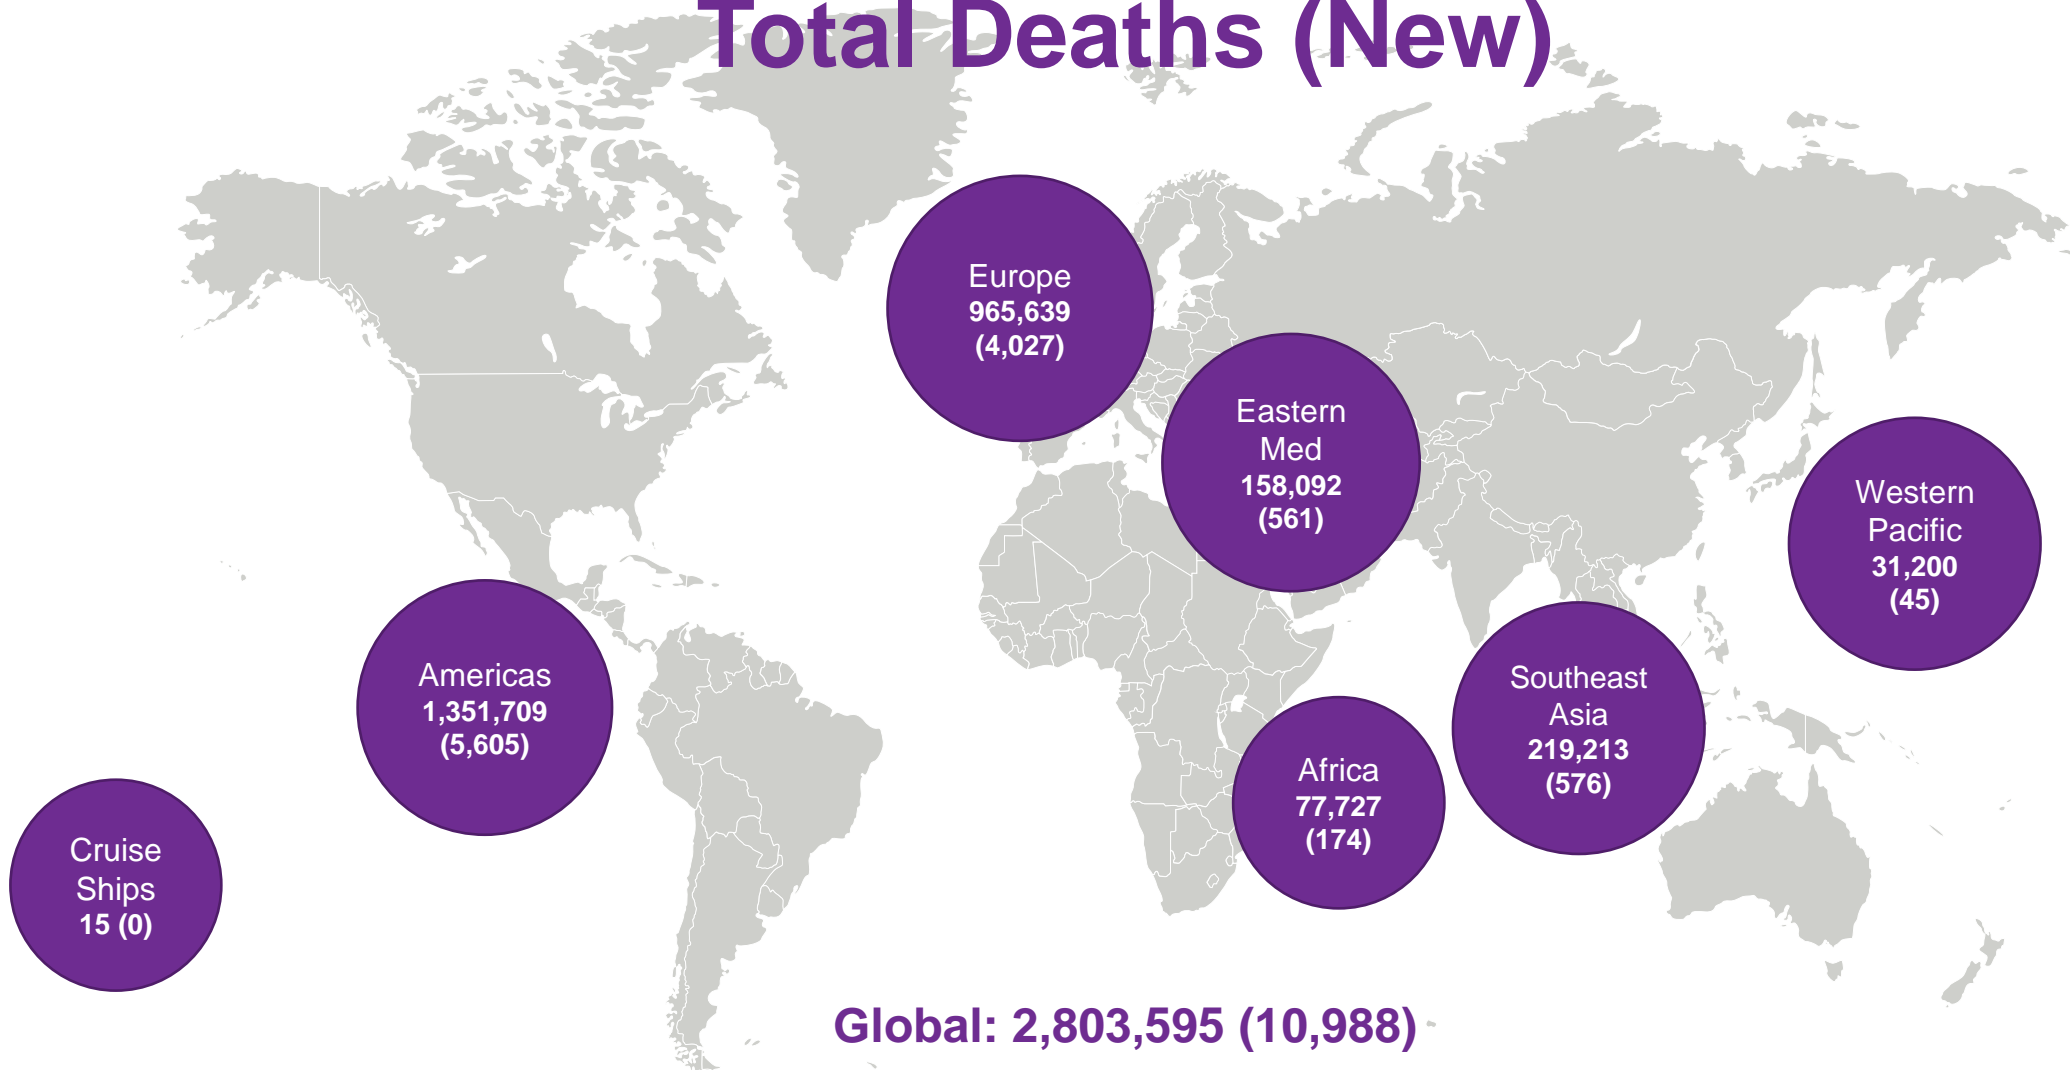 Total Deaths (New)
Europe
965,639
(4,027)
Eastern
Med
158,092
(561)
Western
Pacific
31,200
(45)
Americas
1,351,709
(5,605)
Southeast
Asia
219,213
(576)
Africa
77,727
(174)
Cruise
Ships
15 (0)
Global: 2,803,595 (10,988)